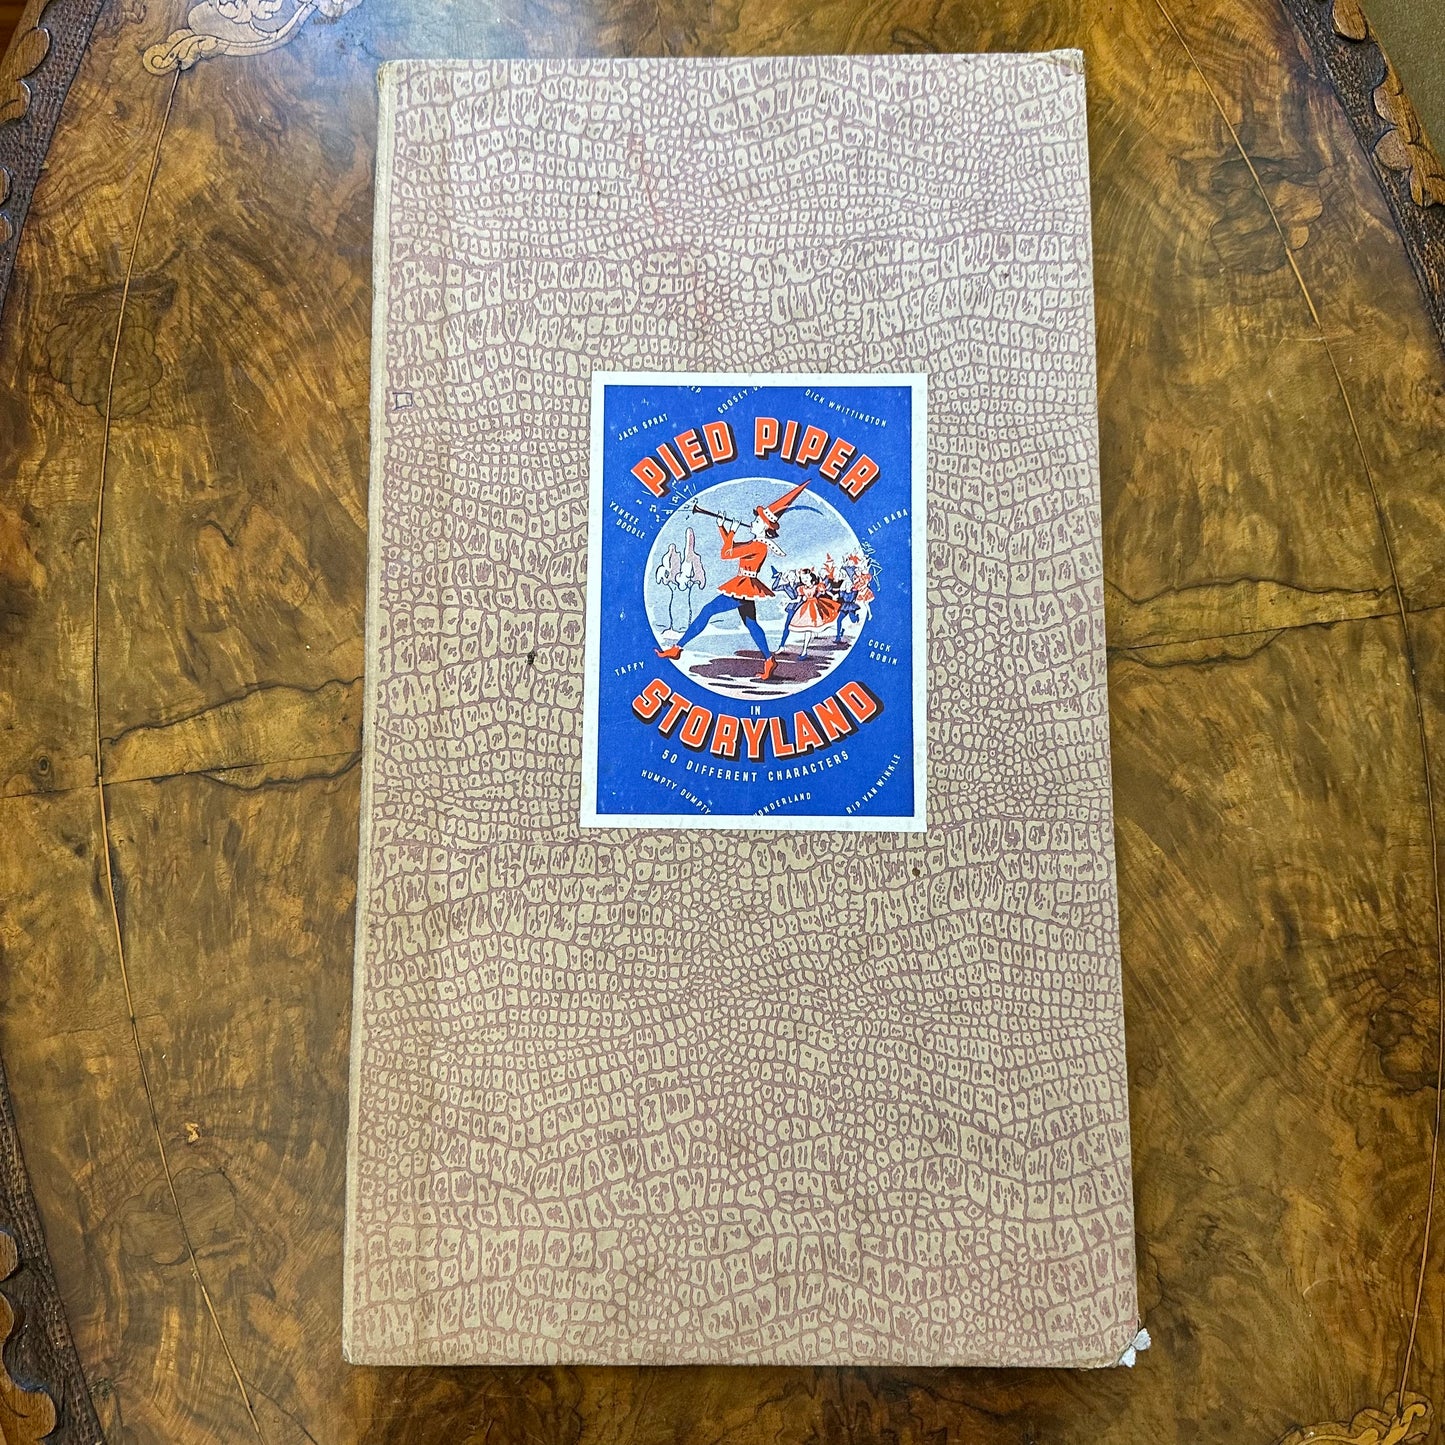 JACK SPRAT
DICK WHITTINGTON
PIED PIPER
YANKEE
DOODLE
ALI BABA
TAFFY
COCK
ROBIN
IN
STORYLAND
50 DIFFERENT CHARACTERS
HUMPTY DUMPTY
RIP VAN WINKLE